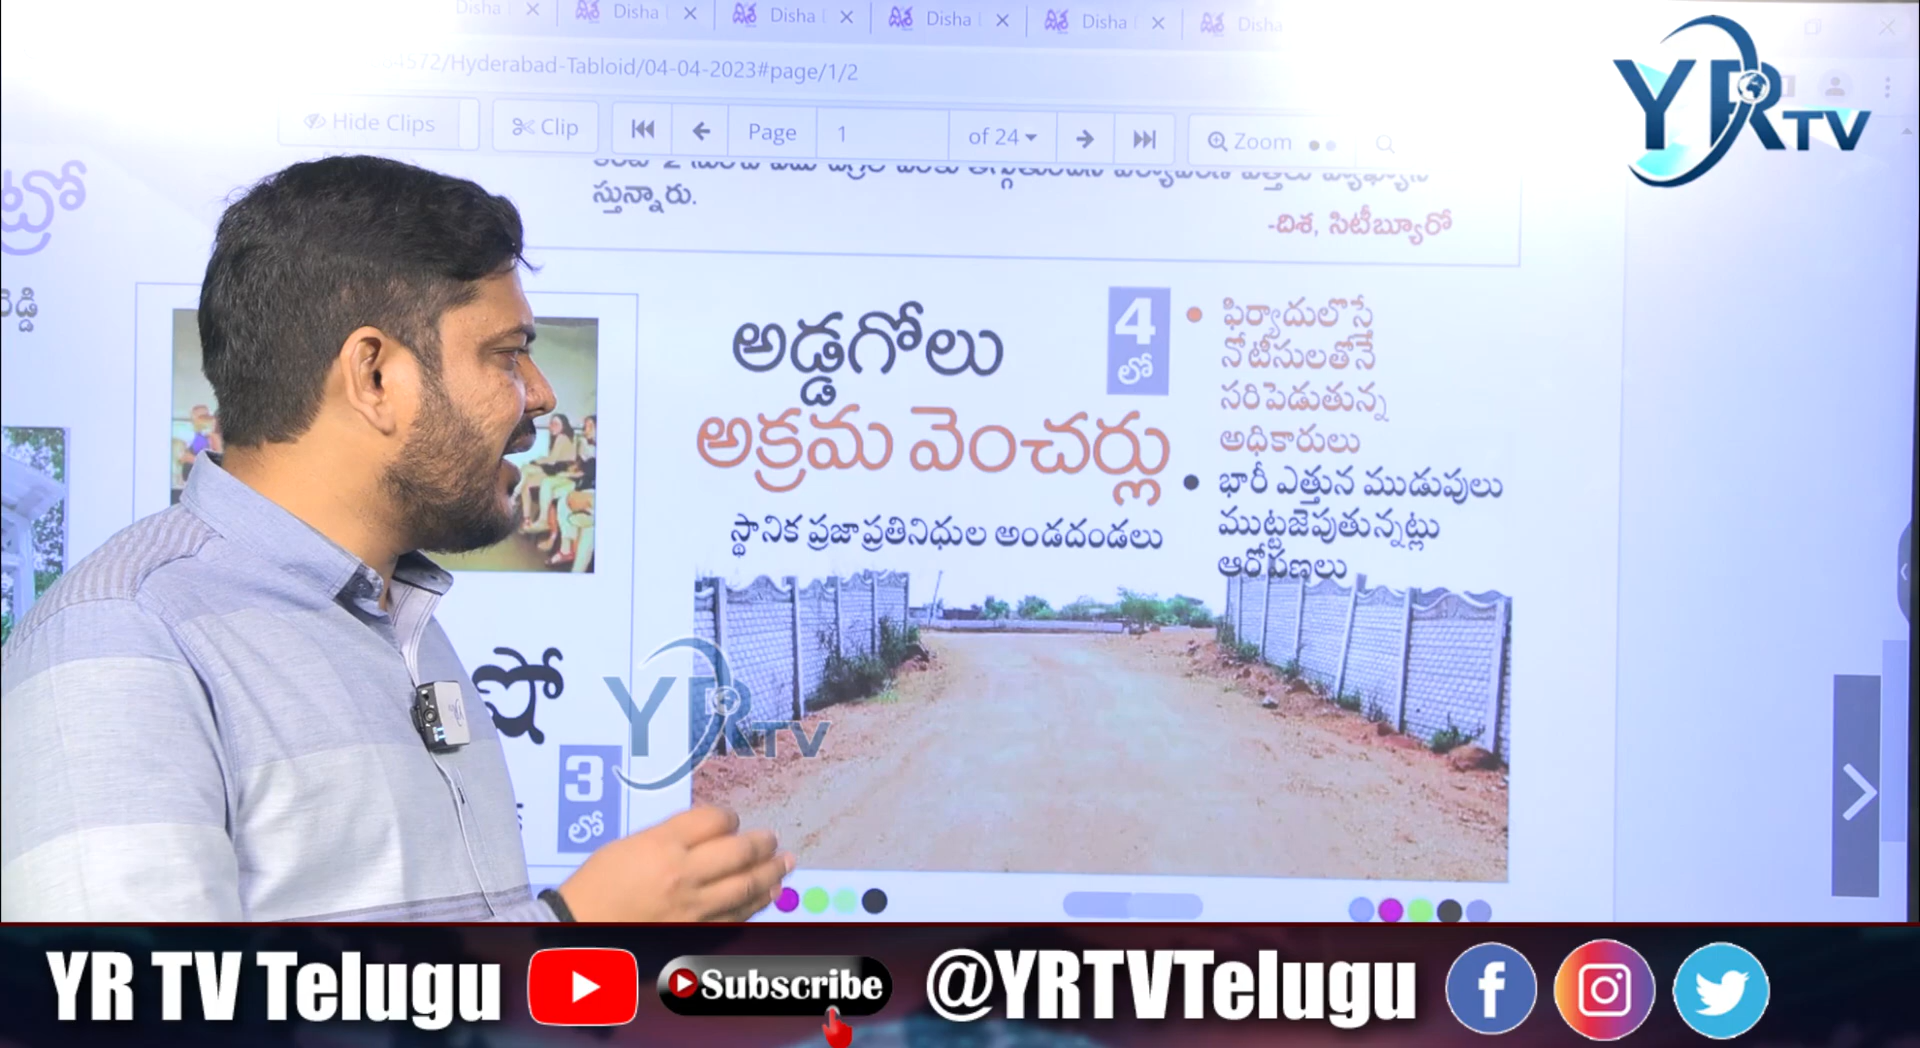 Disha
Disha
Disha
Disha
Disha
Disha
/Hyderabad-Tabloid/04-04-2023#page/1/2
YRTV
Hide Clips
Clip
Page
1
of 24
Zoom
స్తున్నారు.
-దిశ, సిటీబ్యూరో
అడ్డగోలు
అక్రమ వెంచర్లు
స్థానిక ప్రజాప్రతినిధుల అండదండలు
4
లో
ఫిర్యాదులొస్తే
నోటీసులతోనే
సరిపెడుతున్న
అధికారులు
భారీ ఎత్తున ముడుపులు
ముట్టజెపుతున్నట్లు
ఆరోపణలు
3
లో
YRTV
YR TV Telugu
Subscribe
@YRTVTelugu